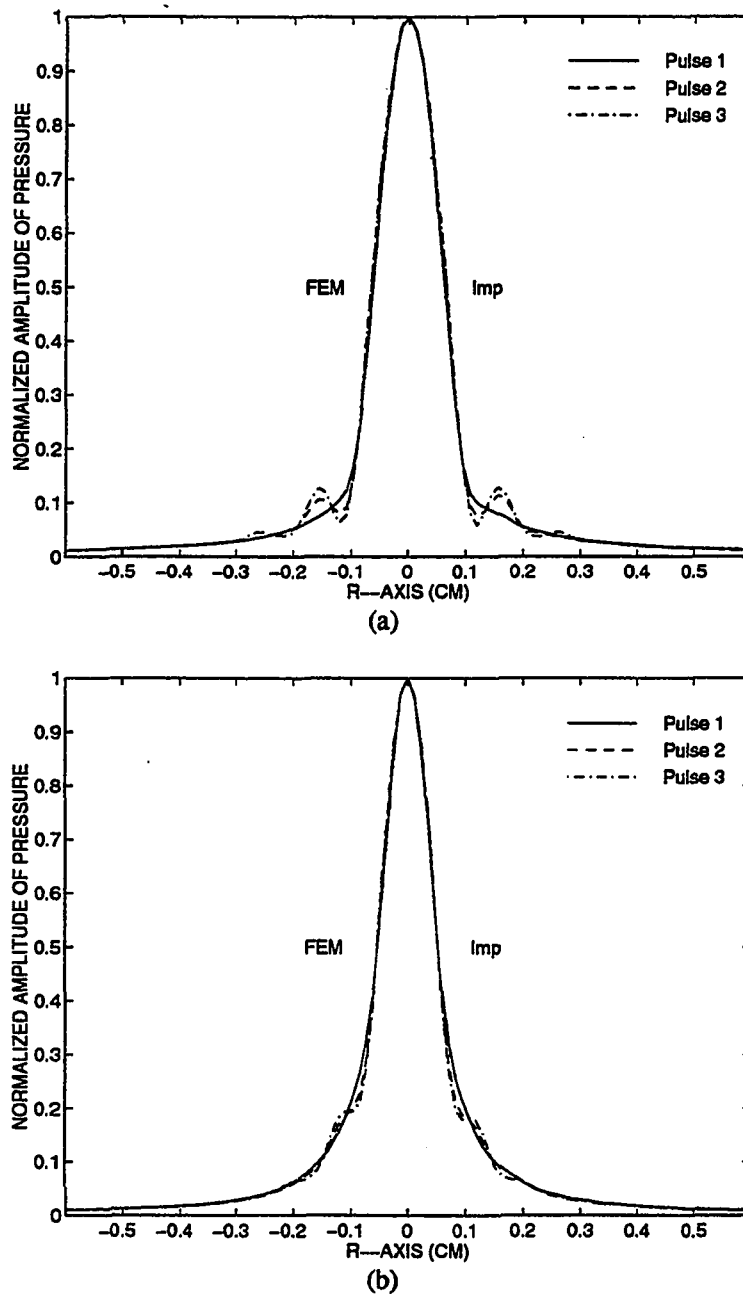 NORMALIZED AMPLITUDE OF PRESSURE
1
0.9
0.8
0.7
0.6
0.5
0.4
0.3
0.2
0.1
0
Pulse 1
Pulse 2
Pulse 3
FEM
Imp
−0.5 −0.4 −0.3 −0.2 −0.1 0 0.1 0.2 0.3 0.4 0.5
R—AXIS (CM)
(a)
NORMALIZED AMPLITUDE OF PRESSURE
1
0.9
0.8
0.7
0.6
0.5
0.4
0.3
0.2
0.1
0
Pulse 1
Pulse 2
Pulse 3
FEM
Imp
−0.5 −0.4 −0.3 −0.2 −0.1 0 0.1 0.2 0.3 0.4 0.5
R—AXIS (CM)
(b)